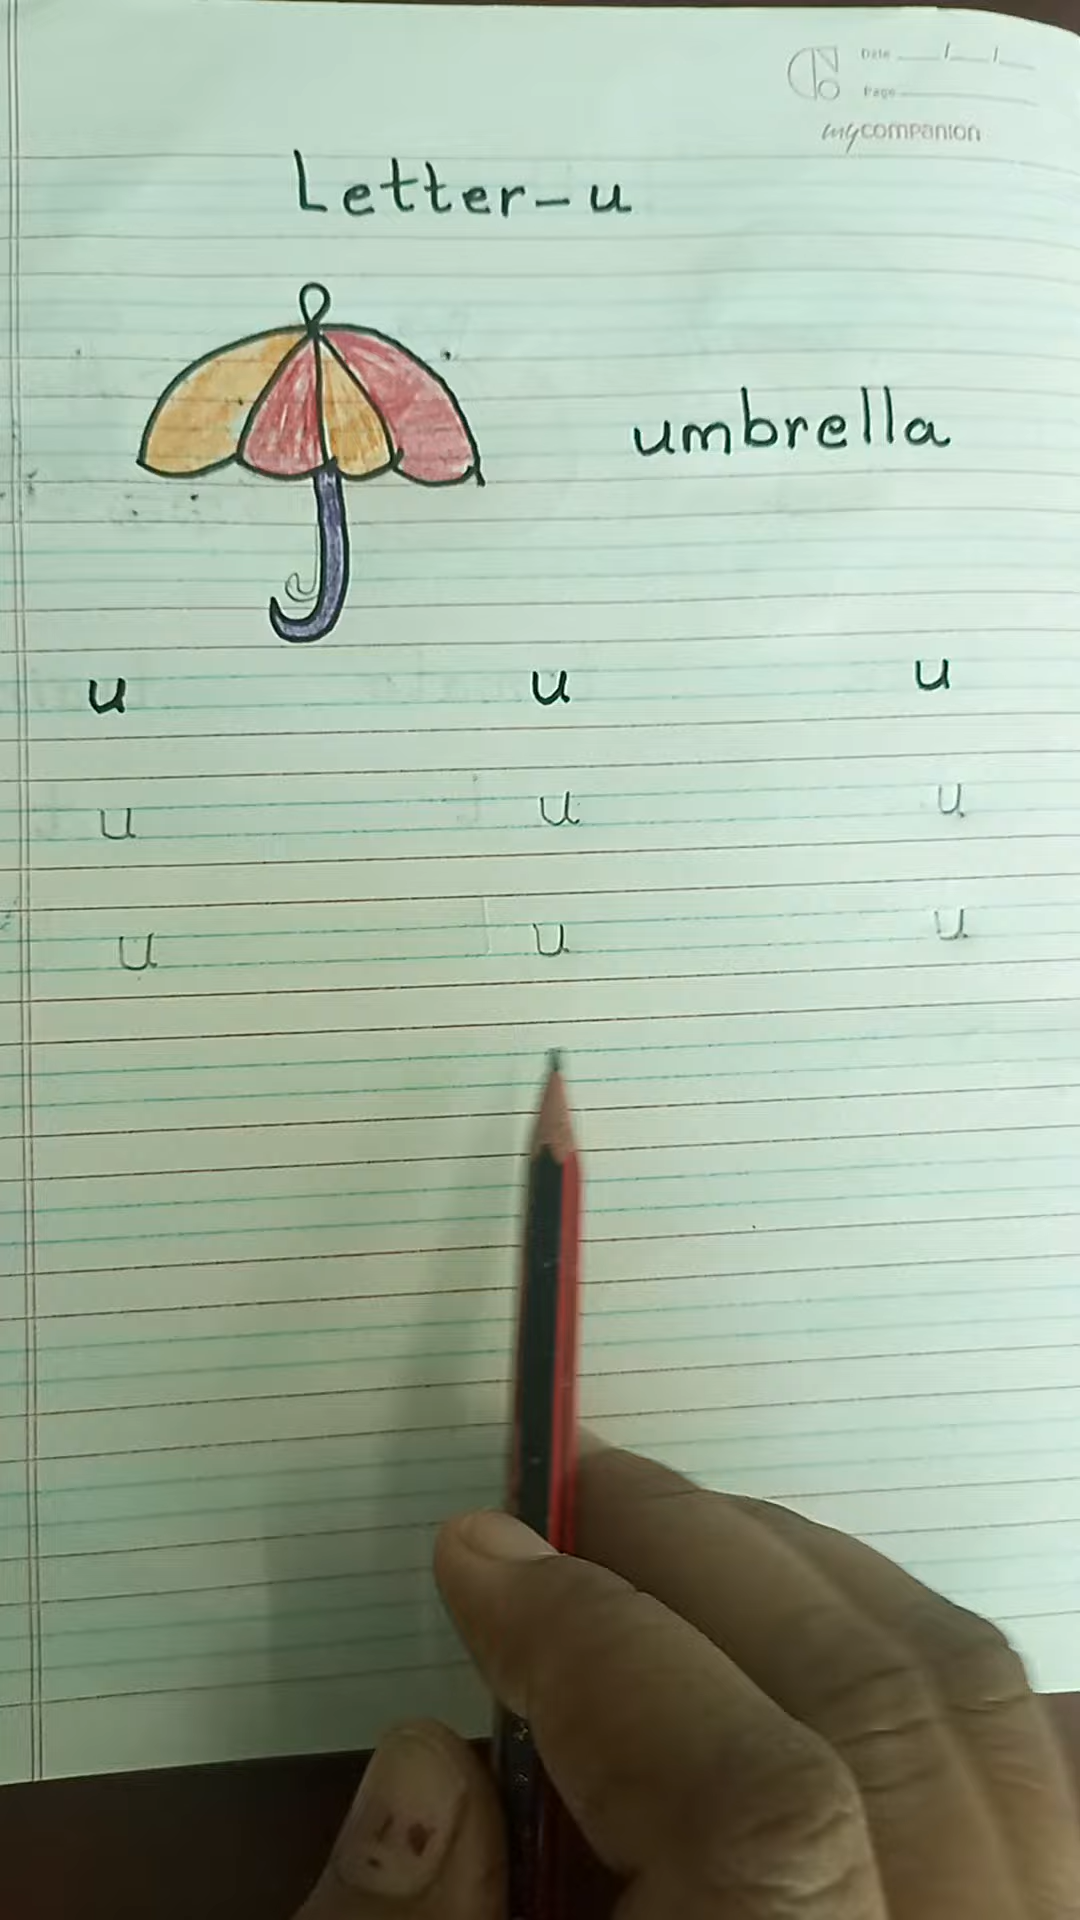 Date / /
Page
mycompanion
Letter-u
umbrella
u u u
u u u
u u u